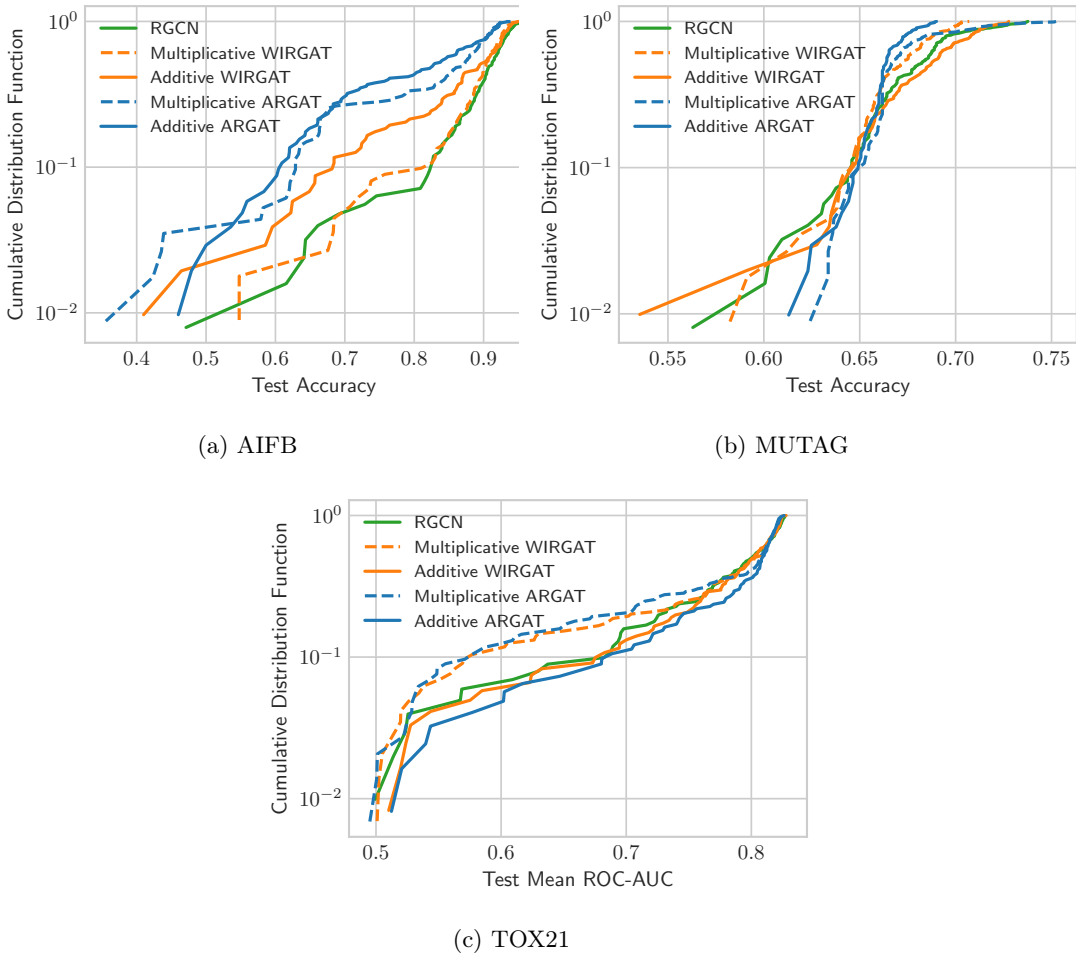 Cumulative Distribution Function
10^0
10^-1
10^-2
RGCN
Multiplicative WIRGAT
Additive WIRGAT
Multiplicative ARGAT
Additive ARGAT
0.4 0.5 0.6 0.7 0.8 0.9
Test Accuracy
(a) AIFB
Cumulative Distribution Function
10^0
10^-1
10^-2
RGCN
Multiplicative WIRGAT
Additive WIRGAT
Multiplicative ARGAT
Additive ARGAT
0.55 0.60 0.65 0.70 0.75
Test Accuracy
(b) MUTAG
Cumulative Distribution Function
10^0
10^-1
10^-2
RGCN
Multiplicative WIRGAT
Additive WIRGAT
Multiplicative ARGAT
Additive ARGAT
0.5 0.6 0.7 0.8
Test Mean ROC-AUC
(c) TOX21